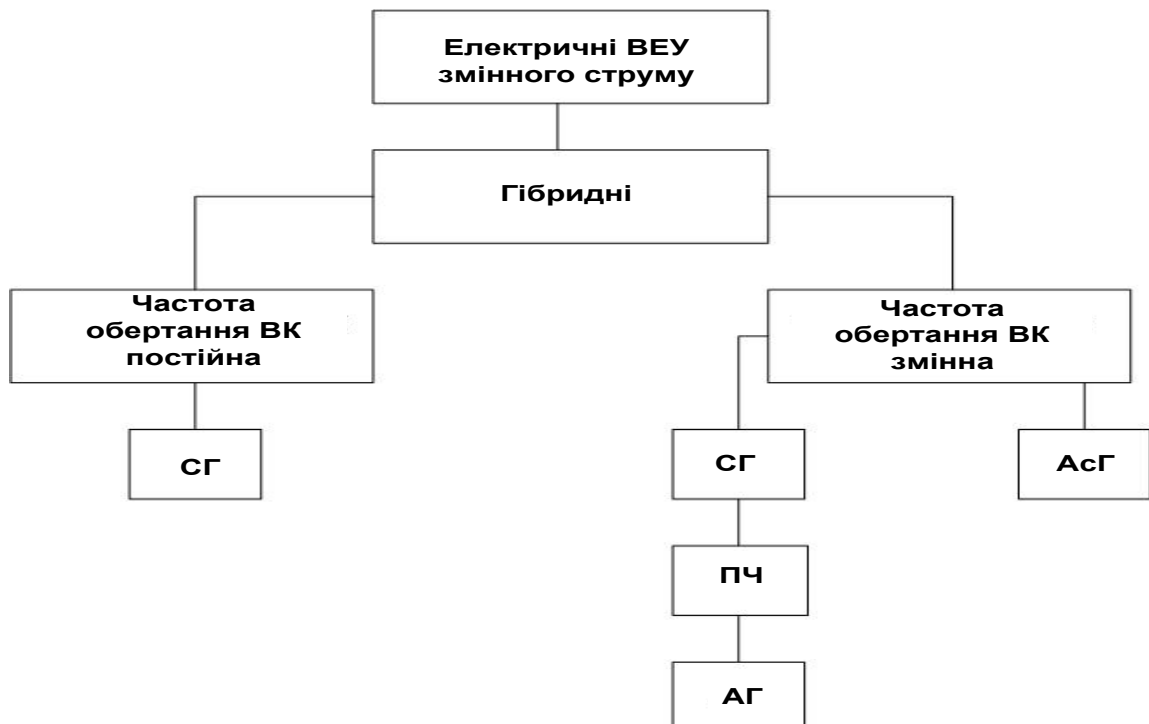 Електричні ВЕУ
змінного струму
Гібридні
Частота
обертання ВК
постійна
Частота
обертання ВК
змінна
СГ
СГ
АсГ
ПЧ
АГ